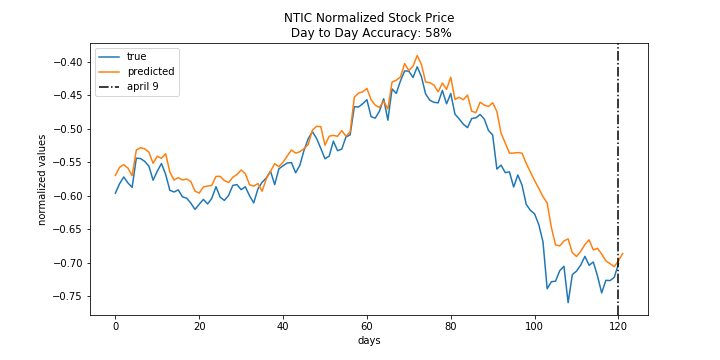 NTIC Normalized Stock Price
Day to Day Accuracy: 58%
true
predicted
april 9
normalized values
−0.40
−0.45
−0.50
−0.55
−0.60
−0.65
−0.70
−0.75
0 20 40 60 80 100 120
days